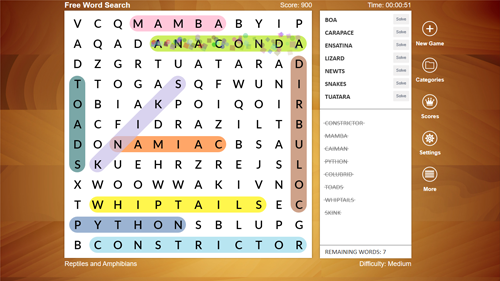 Free Word Search
Score: 900
Time: 00:00:51
V C Q M A M B A B Y I P
A Q A D A N A C O N D A
D Z G R T U A T A R A D
T T O G A S Q F W U N I
O B I A K P O I Q O I R
A C F I D R A Z I L T B
D O N A M I A C B S A U
S K U E H R Z R E J S L
X W O O W W A K I V N O
T W H I P T A I L S E C
P Y T H O N S B L U P G
B C O N S T R I C T O R
BOA Solve
CARAPACE Solve
ENSATINA Solve
LIZARD Solve
NEWTS Solve
SNAKES Solve
TUATARA Solve
CONSTRICTOR
MAMBA
CAIMAN
PYTHON
COLUBRID
TOADS
WHIPTAILS
SKINK
REMAINING WORDS: 7
New Game
Categories
Scores
Settings
More
Reptiles and Amphibians
Difficulty: Medium